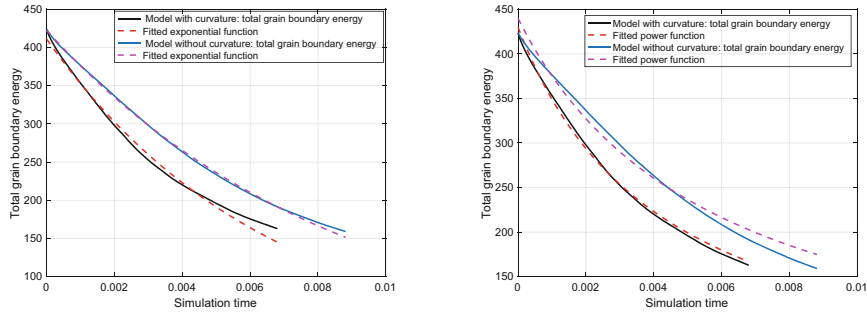 Model with curvature: total grain boundary energy
Fitted exponential function
Model without curvature: total grain boundary energy
Fitted exponential function
450
400
350
300
250
200
150
100
Total grain boundary energy
0
0.002
0.004
0.006
0.008
0.01
Simulation time
Model with curvature: total grain boundary energy
Fitted power function
Model without curvature: total grain boundary energy
Fitted power function
450
400
350
300
250
200
150
Total grain boundary energy
0
0.002
0.004
0.006
0.008
0.01
Simulation time